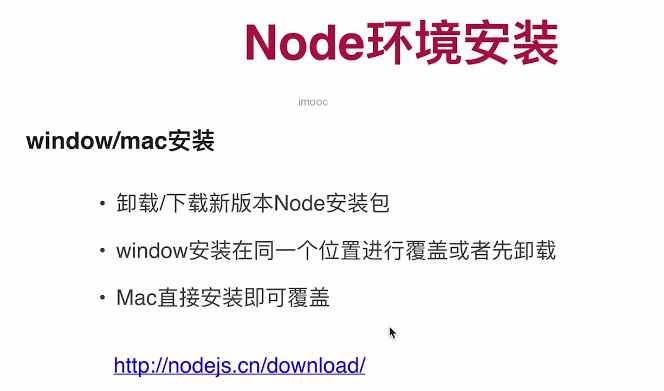 Node环境安装
imooc
window/mac安装
• 卸载/下载新版本Node安装包
• window安装在同一个位置进行覆盖或者先卸载
• Mac直接安装即可覆盖
http://nodejs.cn/download/